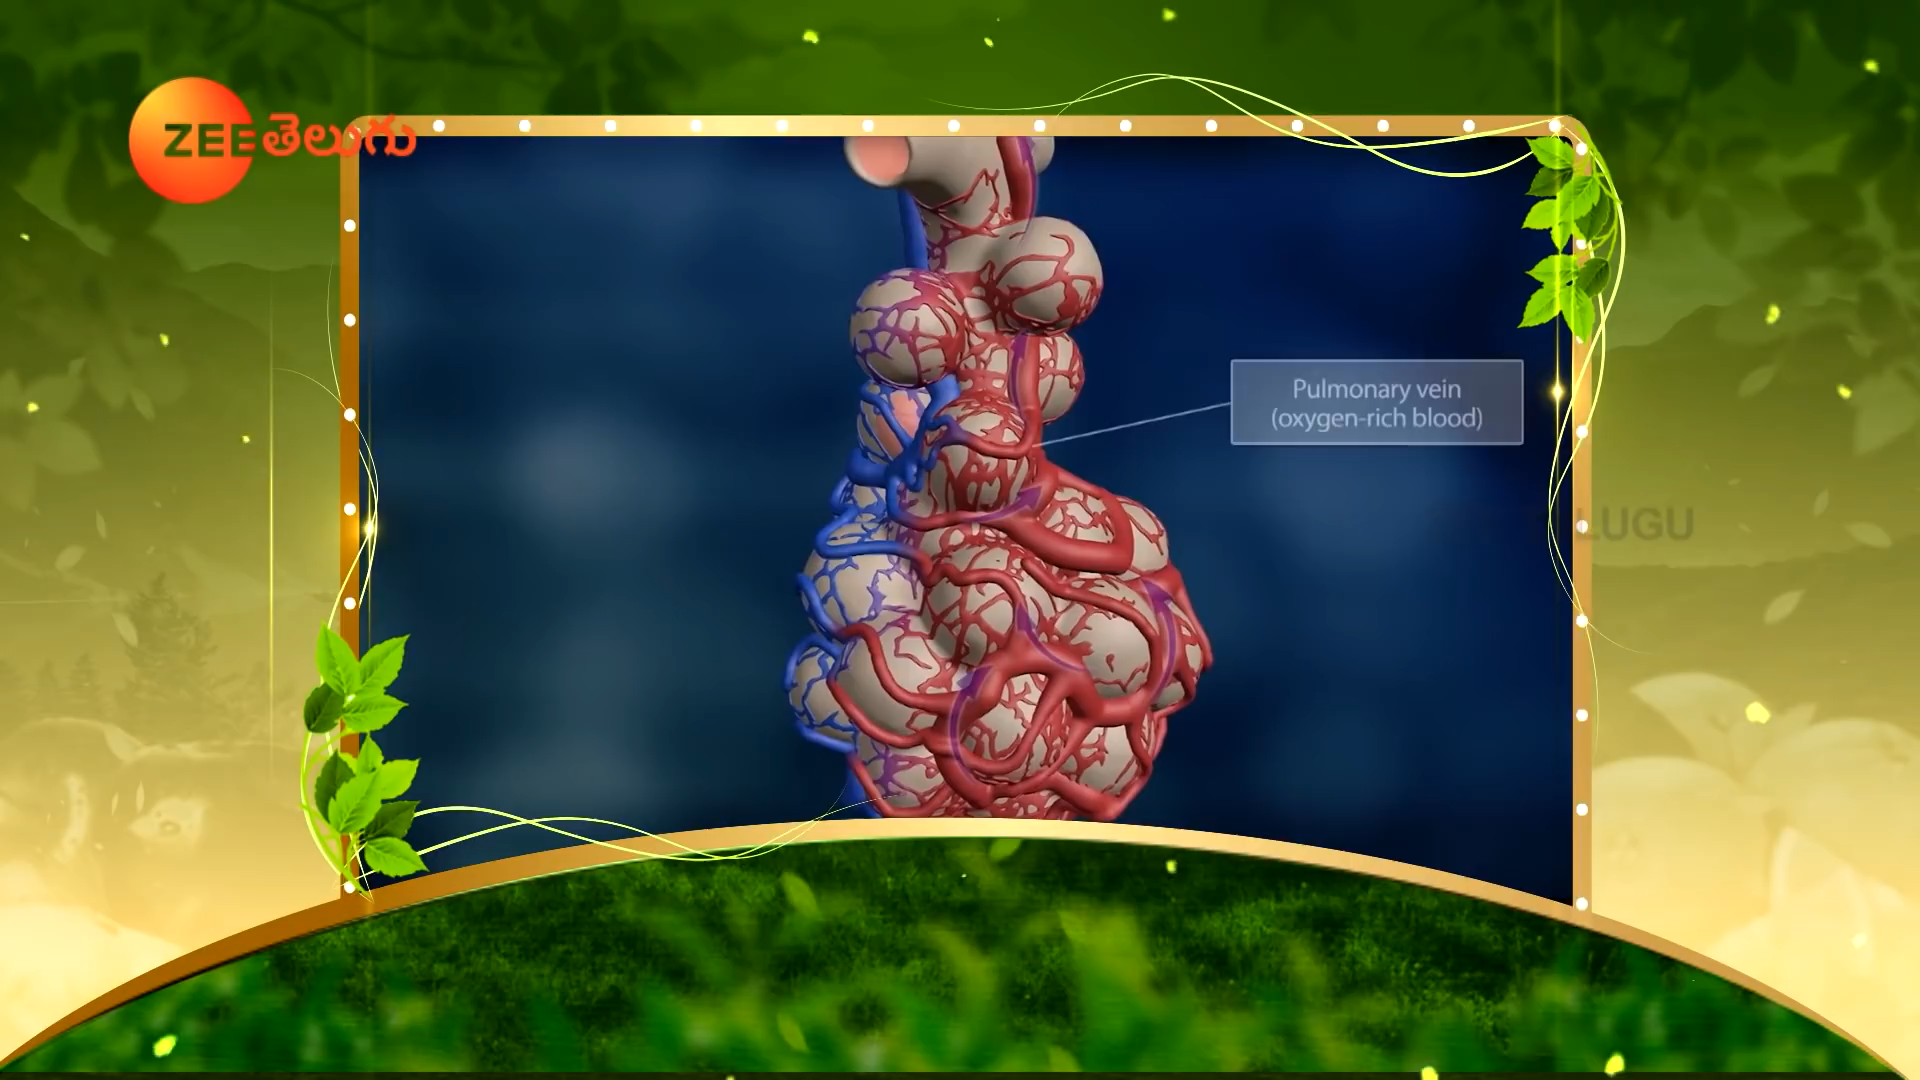 ZEE తెలుగు
Pulmonary vein
(oxygen-rich blood)
LUGU